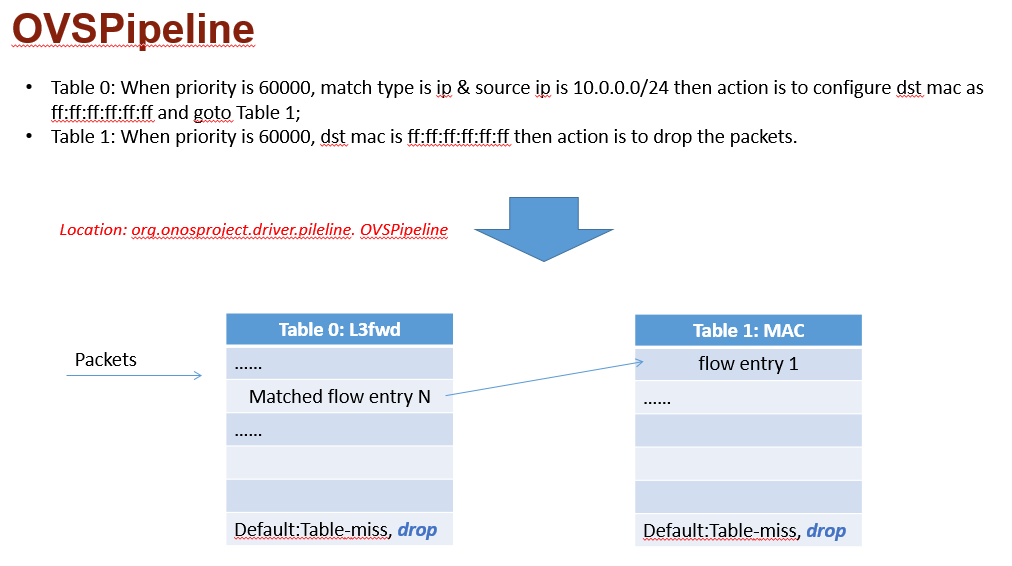 OVSPipeline
• Table 0: When priority is 60000, match type is ip & source ip is 10.0.0.0/24 then action is to configure dst mac as
ff:ff:ff:ff:ff:ff and goto Table 1;
• Table 1: When priority is 60000, dst mac is ff:ff:ff:ff:ff:ff then action is to drop the packets.
Location: org.onosproject.driver.pileline. OVSPipeline
Packets
Table 0: L3fwd
......
Matched flow entry N
......
Default:Table-miss, drop
Table 1: MAC
flow entry 1
......
Default:Table-miss, drop